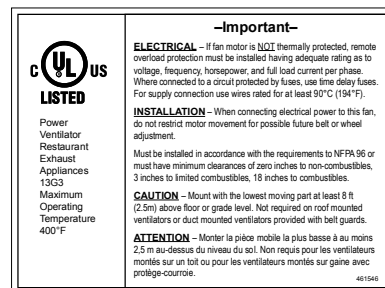 c UL US
LISTED
Power
Ventilator
Restaurant
Exhaust
Appliances
13G3
Maximum
Operating
Temperature
400°F
–Important–
ELECTRICAL – If fan motor is NOT thermally protected, remote
overload protection must be installed having adequate rating as to
voltage, frequency, horsepower, and full load current per phase.
Where connected to a circuit protected by fuses, use time delay fuses.
For supply connection use wires rated for at least 90°C (194°F).
INSTALLATION – When connecting electrical power to this fan,
do not restrict motor movement for possible future belt or wheel
adjustment.
Must be installed in accordance with the requirements to NFPA 96 or
must have minimum clearances of zero inches to non-combustibles,
3 inches to limited combustibles, 18 inches to combustibles.
CAUTION – Mount with the lowest moving part at least 8 ft
(2.5m) above floor or grade level. Not required on roof mounted
ventilators or duct mounted ventilators provided with belt guards.
ATTENTION – Monter la pièce mobile la plus basse à au moins
2,5 m au-dessus du niveau du sol. Non requis pour les ventilateurs
montés sur un toit ou pour les ventilateurs montés sur gaine avec
protège-courroie.
461546